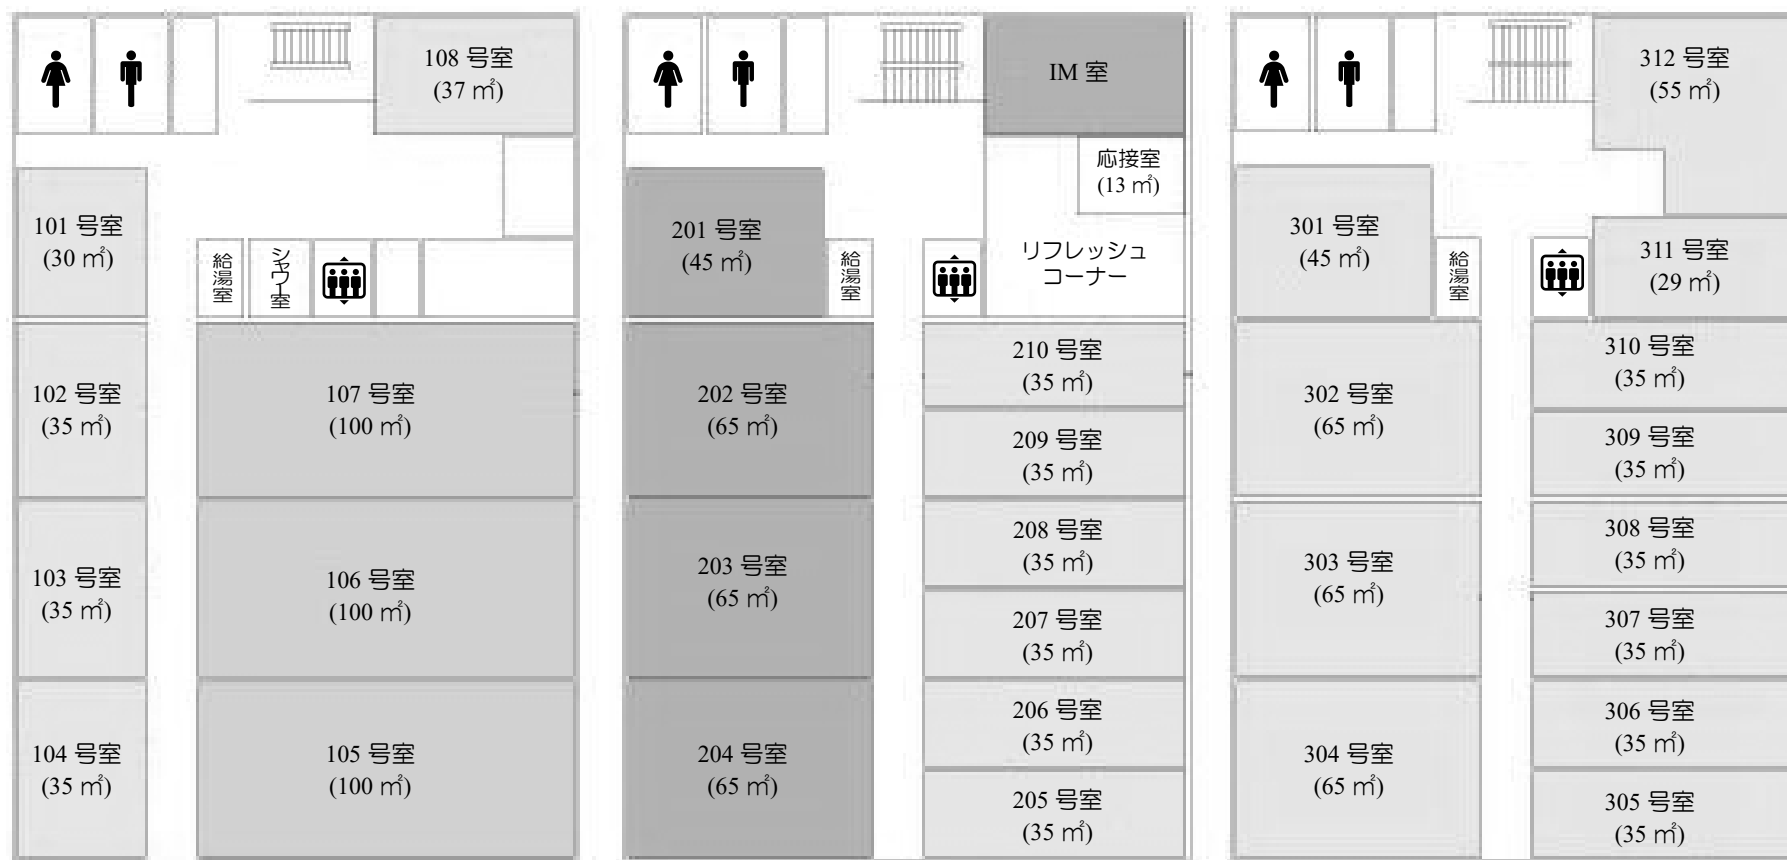 108 号室
(37 ㎡)
101 号室
(30 ㎡)
給湯室
シャワー室
102 号室
(35 ㎡)
107 号室
(100 ㎡)
103 号室
(35 ㎡)
106 号室
(100 ㎡)
104 号室
(35 ㎡)
105 号室
(100 ㎡)
IM 室
応接室
(13 ㎡)
201 号室
(45 ㎡)
給湯室
リフレッシュ
コーナー
202 号室
(65 ㎡)
210 号室
(35 ㎡)
209 号室
(35 ㎡)
203 号室
(65 ㎡)
208 号室
(35 ㎡)
207 号室
(35 ㎡)
204 号室
(65 ㎡)
206 号室
(35 ㎡)
205 号室
(35 ㎡)
312 号室
(55 ㎡)
301 号室
(45 ㎡)
給湯室
311 号室
(29 ㎡)
302 号室
(65 ㎡)
310 号室
(35 ㎡)
309 号室
(35 ㎡)
303 号室
(65 ㎡)
308 号室
(35 ㎡)
307 号室
(35 ㎡)
304 号室
(65 ㎡)
306 号室
(35 ㎡)
305 号室
(35 ㎡)